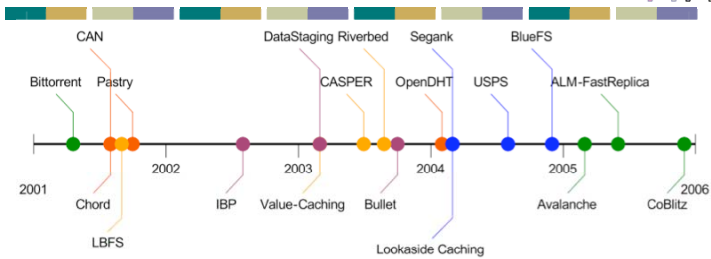 CAN
DataStaging
Riverbed
Segank
BlueFS
Bittorrent
Pastry
CASPER
OpenDHT
USPS
ALM-FastReplica
2001
2002
2003
2004
2005
2006
Chord
IBP
Value-Caching
Bullet
Avalanche
CoBlitz
LBFS
Lookaside Caching